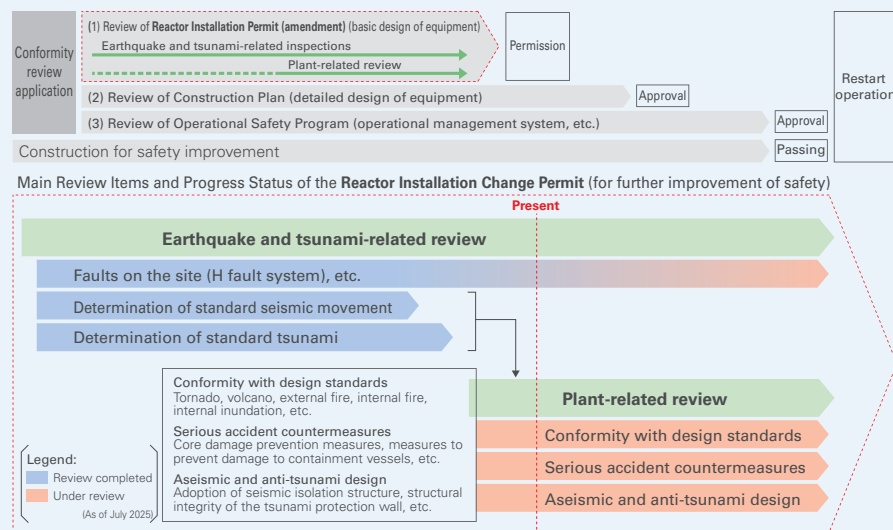 Conformity
review
application
(1) Review of Reactor Installation Permit (amendment) (basic design of equipment)
Earthquake and tsunami-related inspections
Plant-related review
Permission
(2) Review of Construction Plan (detailed design of equipment)
Approval
(3) Review of Operational Safety Program (operational management system, etc.)
Approval
Construction for safety improvement
Passing
Restart
operation
Main Review Items and Progress Status of the Reactor Installation Change Permit (for further improvement of safety)
Present
Earthquake and tsunami-related review
Faults on the site (H fault system), etc.
Determination of standard seismic movement
Determination of standard tsunami
Conformity with design standards
Tornado, volcano, external fire, internal fire,
internal inundation, etc.
Serious accident countermeasures
Core damage prevention measures, measures to
prevent damage to containment vessels, etc.
Aseismic and anti-tsunami design
Adoption of seismic isolation structure, structural
integrity of the tsunami protection wall, etc.
Plant-related review
Conformity with design standards
Serious accident countermeasures
Aseismic and anti-tsunami design
Legend:
Review completed
Under review
(As of July 2025)